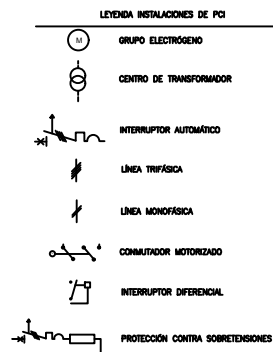 LEYENDA INSTALACIONES DE PCI
M
GRUPO ELECTRÓGENO
CENTRO DE TRANSFORMADOR
INTERRUPTOR AUTOMÁTICO
LÍNEA TRIFÁSICA
LÍNEA MONOFÁSICA
CONMUTADOR MOTORIZADO
INTERRUPTOR DIFERENCIAL
PROTECCIÓN CONTRA SOBRETENSIONES